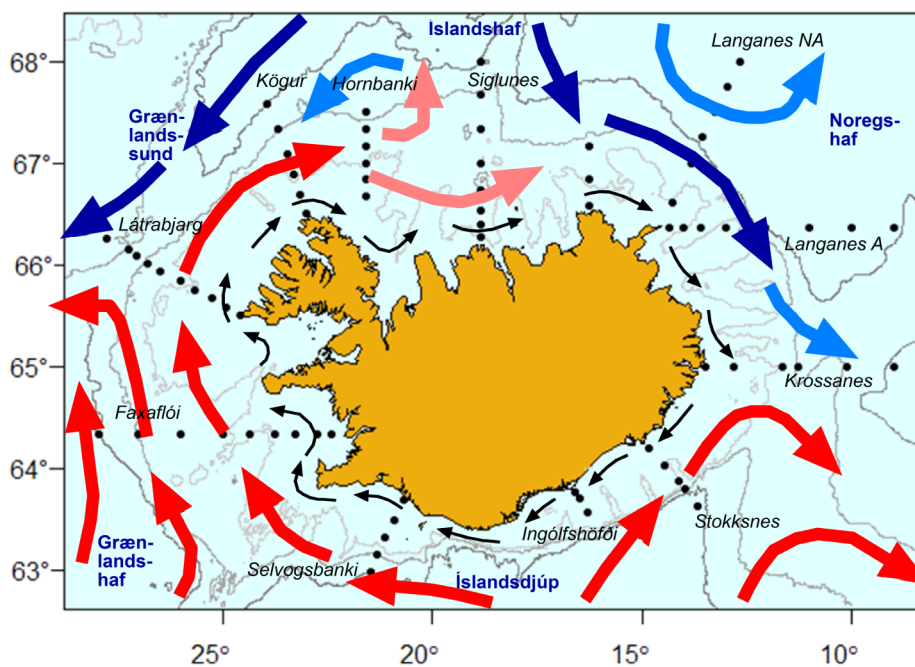 Íslandshaf
Langanes NA
68°
Kögur
Hornbanki
Siglunes
Græn-
lands-
sund
Noregs-
haf
67°
Látrabjarg
Langanes A
66°
65°
Krossanes
Faxaflói
64°
Græn-
lands-
haf
Ingólfshöfði
Stokksnes
63°
Selvogsbanki
Íslandsdjúp
25°
20°
15°
10°